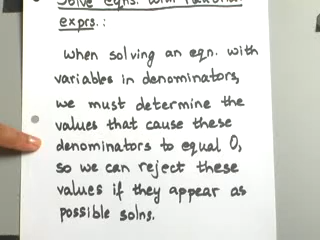 Solve eqns. with rational
exprs.:
When solving an eqn. with
variables in denominators,
we must determine the
values that cause these
denominators to equal 0,
so we can reject these
values if they appear as
possible solns.